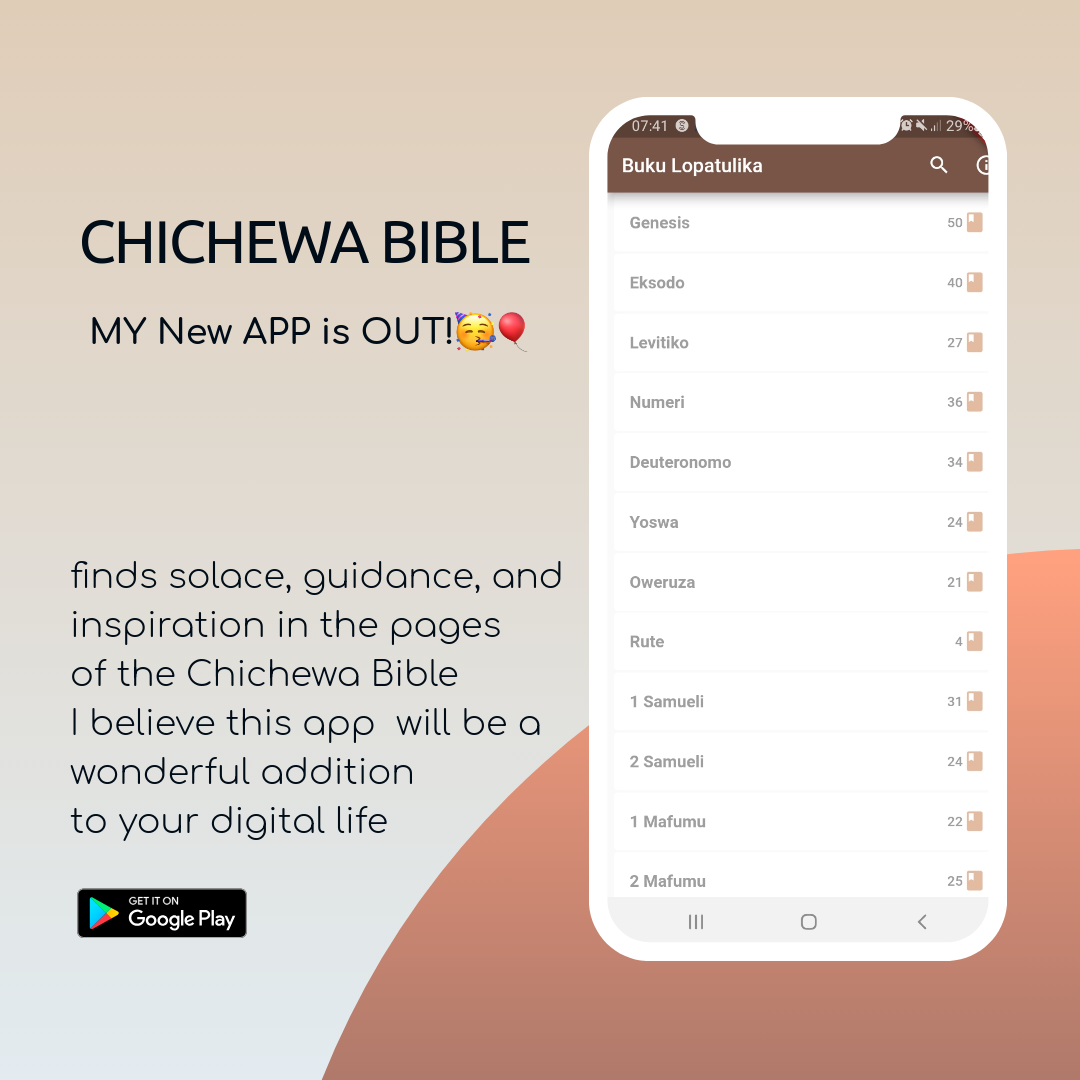 CHICHEWA BIBLE
MY New APP is OUT!🥳🎈
finds solace, guidance, and
inspiration in the pages
of the Chichewa Bible
I believe this app  will be a
wonderful addition
to your digital life
GET IT ON
Google Play
07:41 29%
Buku Lopatulika
Genesis 50
Eksodo 40
Levitiko 27
Numeri 36
Deuteronomo 34
Yoswa 24
Oweruza 21
Rute 4
1 Samueli 31
2 Samueli 24
1 Mafumu 22
2 Mafumu 25